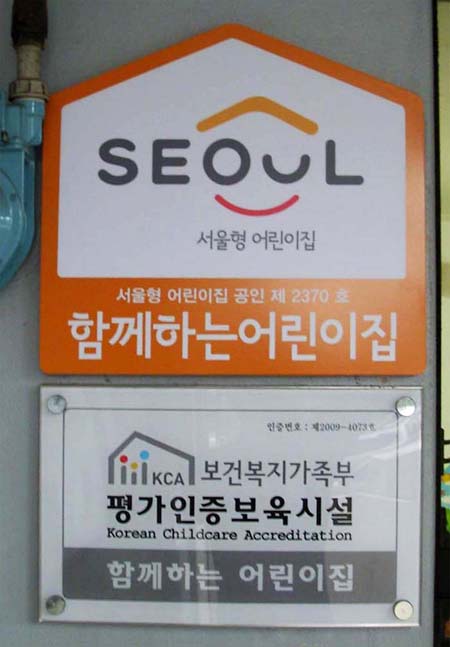 SEOUL
서울형 어린이집
서울형 어린이집 공인 제 2370 호
함께하는어린이집
인증번호 : 제2009-4073호
KCA 보건복지가족부
평가인증보육시설
Korean Childcare Accreditation
함께하는 어린이집